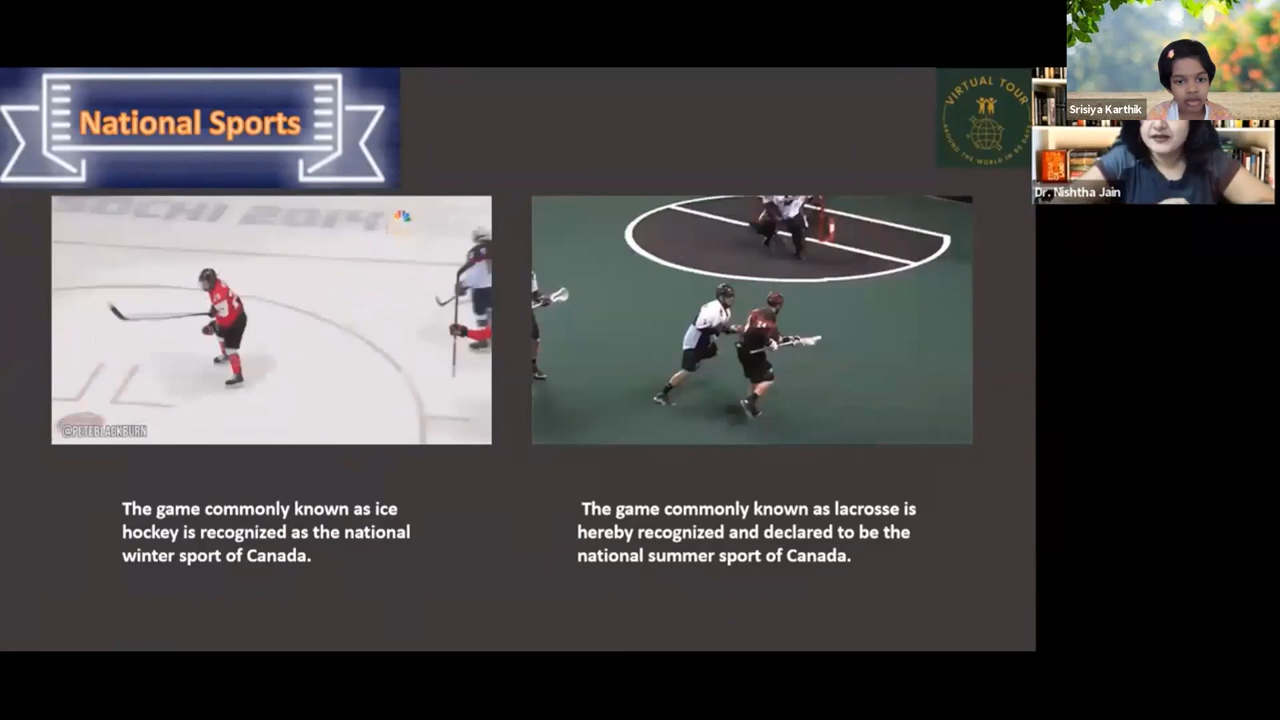 National Sports
VIRTUAL TOUR
AROUND THE WORLD IN 80 DAYS
Srisiya Karthik
Dr. Nishtha Jain
SOCHI 2014
@PETEBLACKBURN
The game commonly known as ice
hockey is recognized as the national
winter sport of Canada.
The game commonly known as lacrosse is
hereby recognized and declared to be the
national summer sport of Canada.